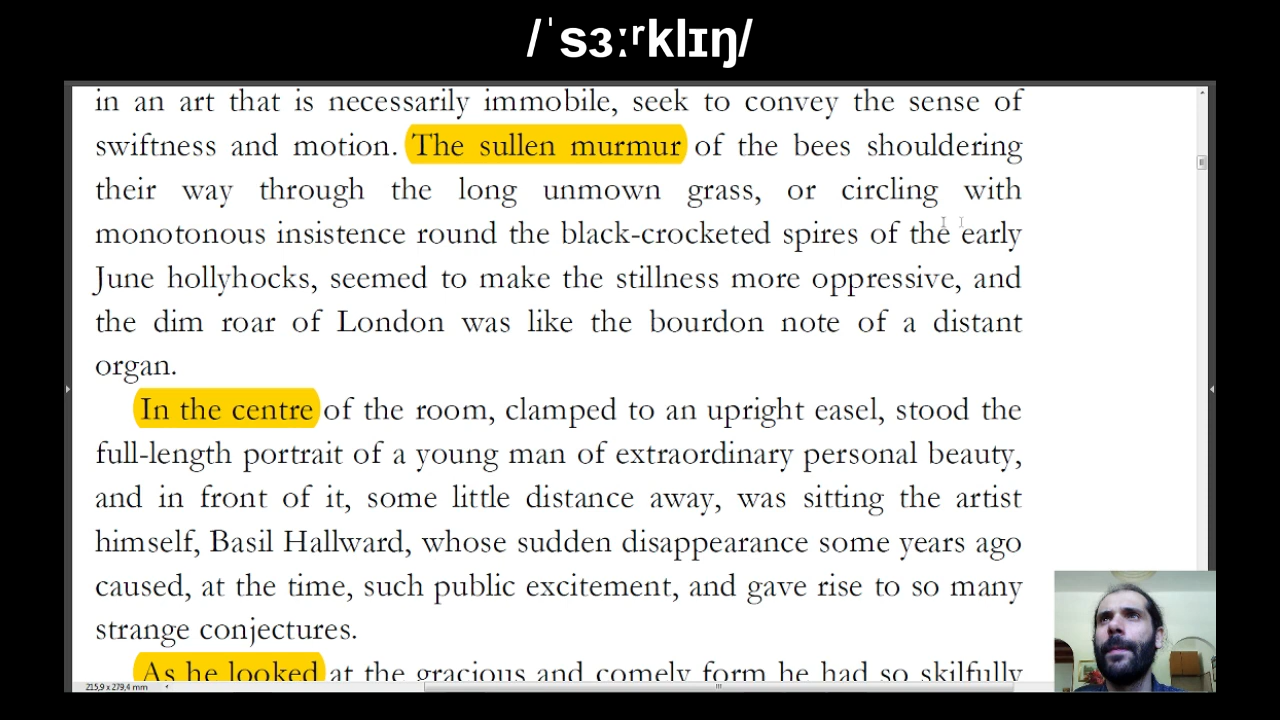 /ˈsɜːʳklɪŋ/
in an art that is necessarily immobile, seek to convey the sense of
swiftness and motion. The sullen murmur of the bees shouldering
their way through the long unmown grass, or circling with
monotonous insistence round the black-crocketed spires of the early
June hollyhocks, seemed to make the stillness more oppressive, and
the dim roar of London was like the bourdon note of a distant
organ.
In the centre of the room, clamped to an upright easel, stood the
full-length portrait of a young man of extraordinary personal beauty,
and in front of it, some little distance away, was sitting the artist
himself, Basil Hallward, whose sudden disappearance some years ago
caused, at the time, such public excitement, and gave rise to so many
strange conjectures.
As he looked at the gracious and comely form he had so skilfully
215,9 x 279,4 mm